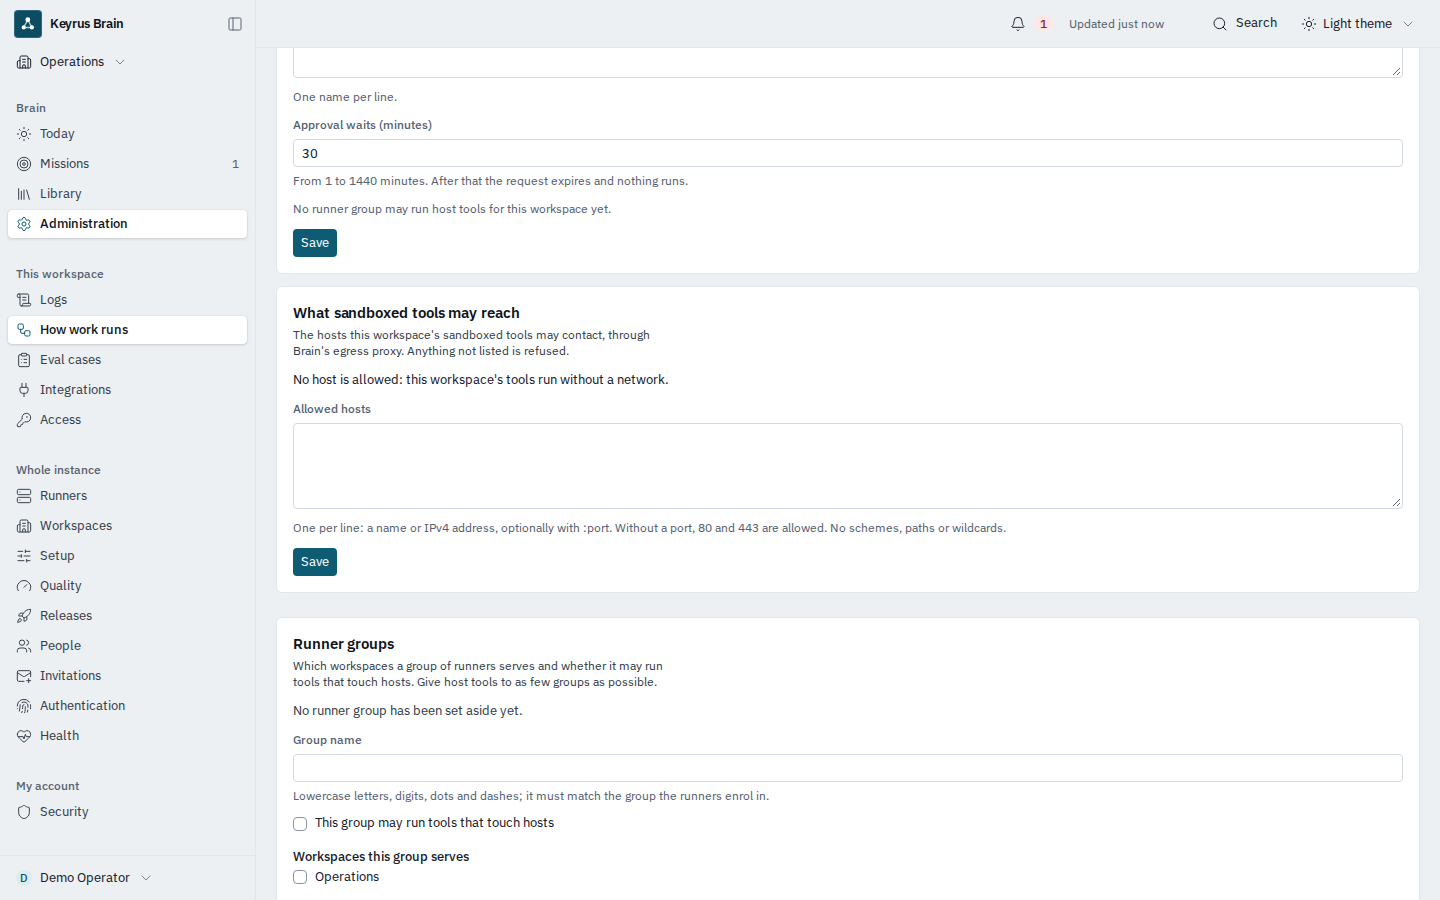 Keyrus Brain
1
Updated just now
Search
Light theme
Operations
Brain
Today
Missions
1
Library
Administration
This workspace
Logs
How work runs
Eval cases
Integrations
Access
Whole instance
Runners
Workspaces
Setup
Quality
Releases
People
Invitations
Authentication
Health
My account
Security
D
Demo Operator
One name per line.
Approval waits (minutes)
30
From 1 to 1440 minutes. After that the request expires and nothing runs.
No runner group may run host tools for this workspace yet.
Save
What sandboxed tools may reach
The hosts this workspace's sandboxed tools may contact, through
Brain's egress proxy. Anything not listed is refused.
No host is allowed: this workspace's tools run without a network.
Allowed hosts
One per line: a name or IPv4 address, optionally with :port. Without a port, 80 and 443 are allowed. No schemes, paths or wildcards.
Save
Runner groups
Which workspaces a group of runners serves and whether it may run
tools that touch hosts. Give host tools to as few groups as possible.
No runner group has been set aside yet.
Group name
Lowercase letters, digits, dots and dashes; it must match the group the runners enrol in.
This group may run tools that touch hosts
Workspaces this group serves
Operations